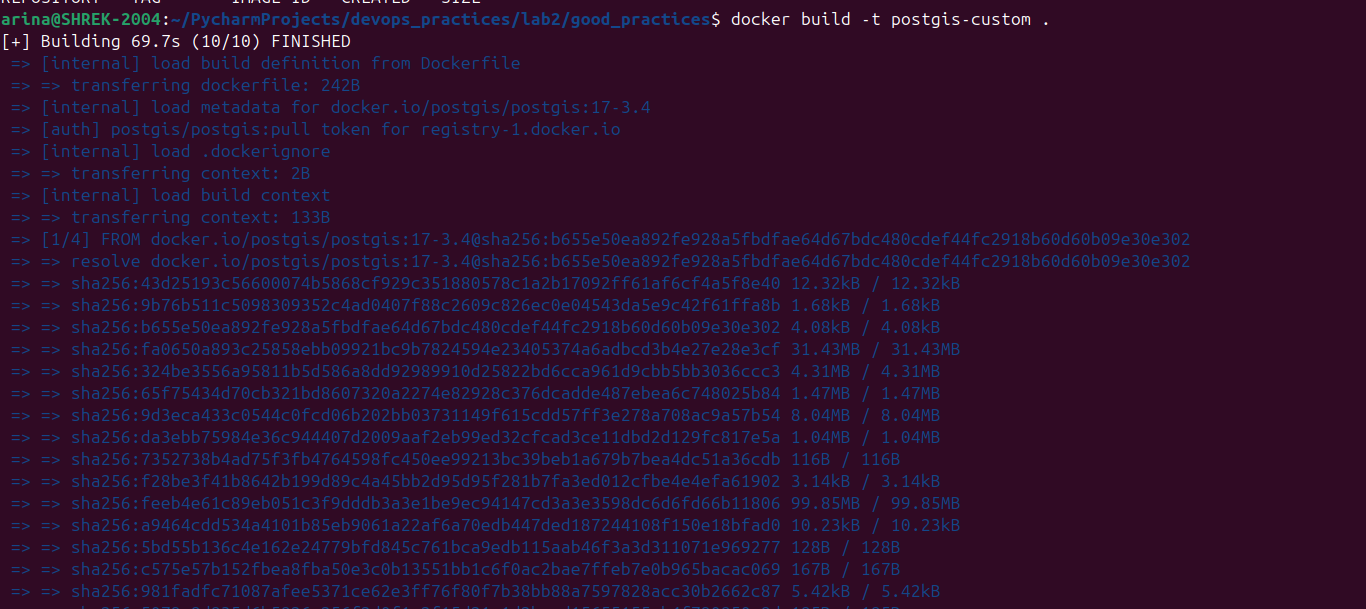 REPOSITORY   TAG       IMAGE ID   CREATED   SIZE
arina@SHREK-2004:~/PycharmProjects/devops_practices/lab2/good_practices$ docker build -t postgis-custom .
[+] Building 69.7s (10/10) FINISHED
=> [internal] load build definition from Dockerfile
=> => transferring dockerfile: 242B
=> [internal] load metadata for docker.io/postgis/postgis:17-3.4
=> [auth] postgis/postgis:pull token for registry-1.docker.io
=> [internal] load .dockerignore
=> => transferring context: 2B
=> [internal] load build context
=> => transferring context: 133B
=> [1/4] FROM docker.io/postgis/postgis:17-3.4@sha256:b655e50ea892fe928a5fbdfae64d67bdc480cdef44fc2918b60d60b09e30e302
=> => resolve docker.io/postgis/postgis:17-3.4@sha256:b655e50ea892fe928a5fbdfae64d67bdc480cdef44fc2918b60d60b09e30e302
=> => sha256:43d25193c56600074b5868cf929c351880578c1a2b17092ff61af6cf4a5f8e40 12.32kB / 12.32kB
=> => sha256:9b76b511c5098309352c4ad0407f88c2609c826ec0e04543da5e9c42f61ffa8b 1.68kB / 1.68kB
=> => sha256:b655e50ea892fe928a5fbdfae64d67bdc480cdef44fc2918b60d60b09e30e302 4.08kB / 4.08kB
=> => sha256:fa0650a893c25858ebb09921bc9b7824594e23405374a6adbcd3b4e27e28e3cf 31.43MB / 31.43MB
=> => sha256:324be3556a95811b5d586a8dd92989910d25822bd6cca961d9cbb5bb3036ccc3 4.31MB / 4.31MB
=> => sha256:65f75434d70cb321bd8607320a2274e82928c376dcadde487ebea6c748025b84 1.47MB / 1.47MB
=> => sha256:9d3eca433c0544c0fcd06b202bb03731149f615cdd57ff3e278a708ac9a57b54 8.04MB / 8.04MB
=> => sha256:da3ebb75984e36c944407d2009aaf2eb99ed32cfcad3ce11dbd2d129fc817e5a 1.04MB / 1.04MB
=> => sha256:7352738b4ad75f3fb4764598fc450ee99213bc39beb1a679b7bea4dc51a36cdb 116B / 116B
=> => sha256:f28be3f41b8642b199d89c4a45bb2d95d95f281b7fa3ed012cfbe4e4efa61902 3.14kB / 3.14kB
=> => sha256:feeb4e61c89eb051c3f9dddb3a3e1be9ec94147cd3a3e3598dc6d6fd66b11806 99.85MB / 99.85MB
=> => sha256:a9464cdd534a4101b85eb9061a22af6a70edb447ded187244108f150e18bfad0 10.23kB / 10.23kB
=> => sha256:5bd55b136c4e162e24779bfd845c761bca9edb115aab46f3a3d311071e969277 128B / 128B
=> => sha256:c575e57b152fbea8fba50e3c0b13551bb1c6f0ac2bae7ffeb7e0b965bacac069 167B / 167B
=> => sha256:981fadfc71087afee5371ce62e3ff76f80f7b38bb88a7597828acc30b2662c87 5.42kB / 5.42kB